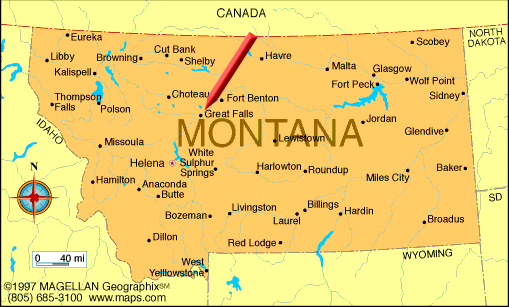 CANADA
NORTH
DAKOTA
Eureka
Libby
Kalispell
Browning
Cut Bank
Shelby
Havre
Malta
Scobey
Glasgow
Fort Peck
Wolf Point
Sidney
Thompson
Falls
Polson
Choteau
Fort Benton
Great Falls
MONTANA
Jordan
Glendive
IDAHO
Missoula
Lewistown
Helena
White
Sulphur
Springs
Harlowton
Roundup
Miles City
Baker
N
Hamilton
Anaconda
Butte
SD
Bozeman
Livingston
Laurel
Billings
Hardin
Broadus
Dillon
Red Lodge
WYOMING
West
Yelllowstone
0 40 mi
©1997 MAGELLAN Geographix℠
(805) 685-3100 www.maps.com